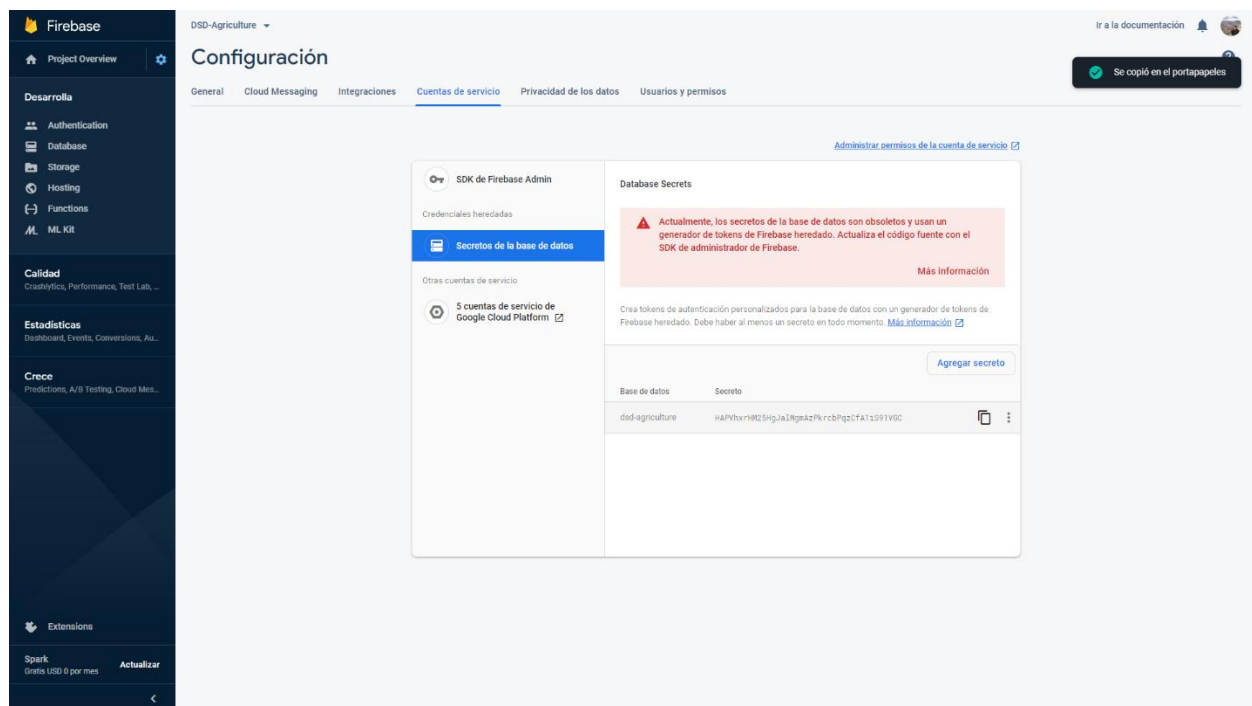 Firebase
DSD-Agriculture
Ir a la documentación
Project Overview
Configuración
Se copió en el portapapeles
General
Cloud Messaging
Integraciones
Cuentas de servicio
Privacidad de los datos
Usuarios y permisos
Desarrolla
Authentication
Database
Storage
Hosting
Functions
ML Kit
Calidad
Crashlytics, Performance, Test Lab, ...
Estadísticas
Dashboard, Events, Conversions, Au...
Crece
Predictions, A/B Testing, Cloud Mes...
Extensions
Spark
Gratis USD 0 por mes
Actualizar
Administrar permisos de la cuenta de servicio
SDK de Firebase Admin
Credenciales heredadas
Secretos de la base de datos
Otras cuentas de servicio
5 cuentas de servicio de
Google Cloud Platform
Database Secrets
Actualmente, los secretos de la base de datos son obsoletos y usan un
generador de tokens de Firebase heredado. Actualiza el código fuente con el
SDK de administrador de Firebase.
Más información
Crea tokens de autenticación personalizados para la base de datos con un generador de tokens de
Firebase heredado. Debe haber al menos un secreto en todo momento. Más información
Agregar secreto
Base de datos
Secreto
dsd-agriculture